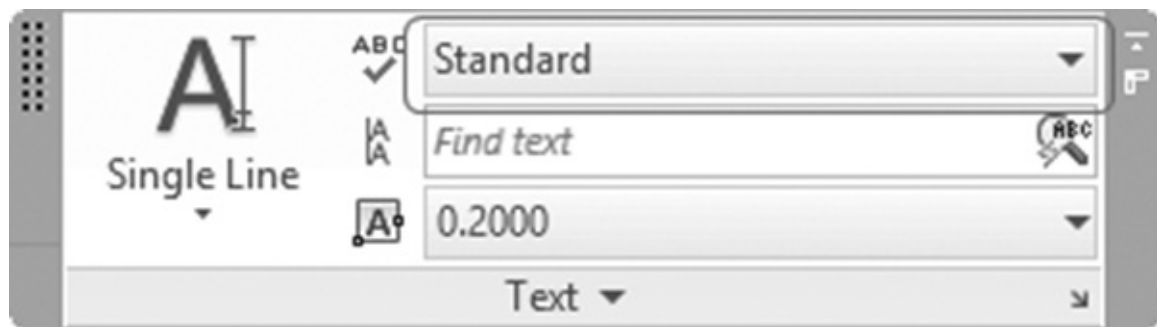 ABC Standard
A
A Find text ABC
Single Line
A 0.2000
Text